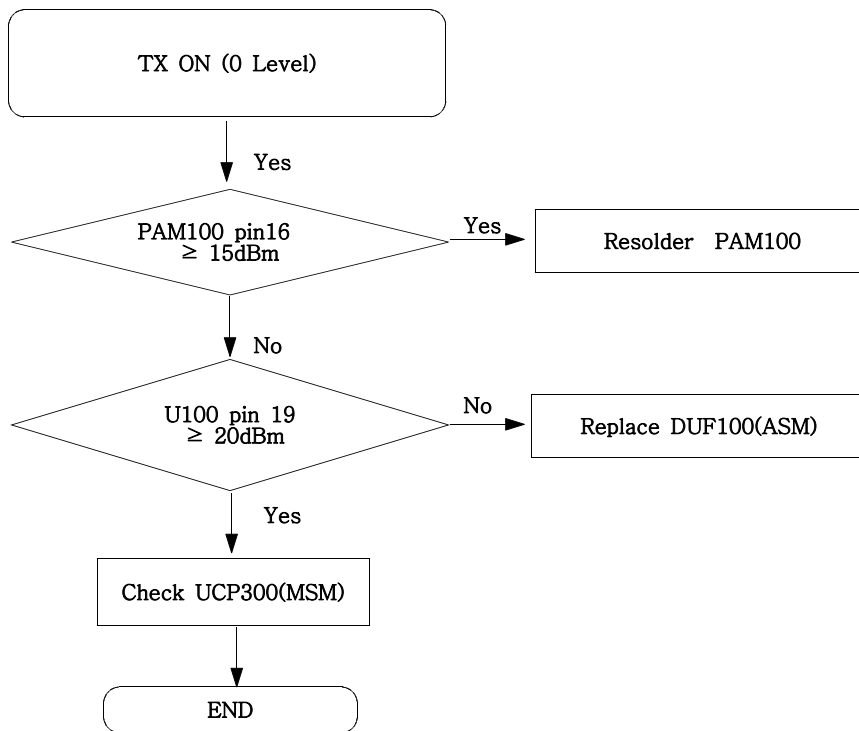 TX ON (0 Level)
Yes
PAM100 pin16
≥ 15dBm
Yes
Resolder PAM100
No
U100 pin 19
≥ 20dBm
No
Replace DUF100(ASM)
Yes
Check UCP300(MSM)
END